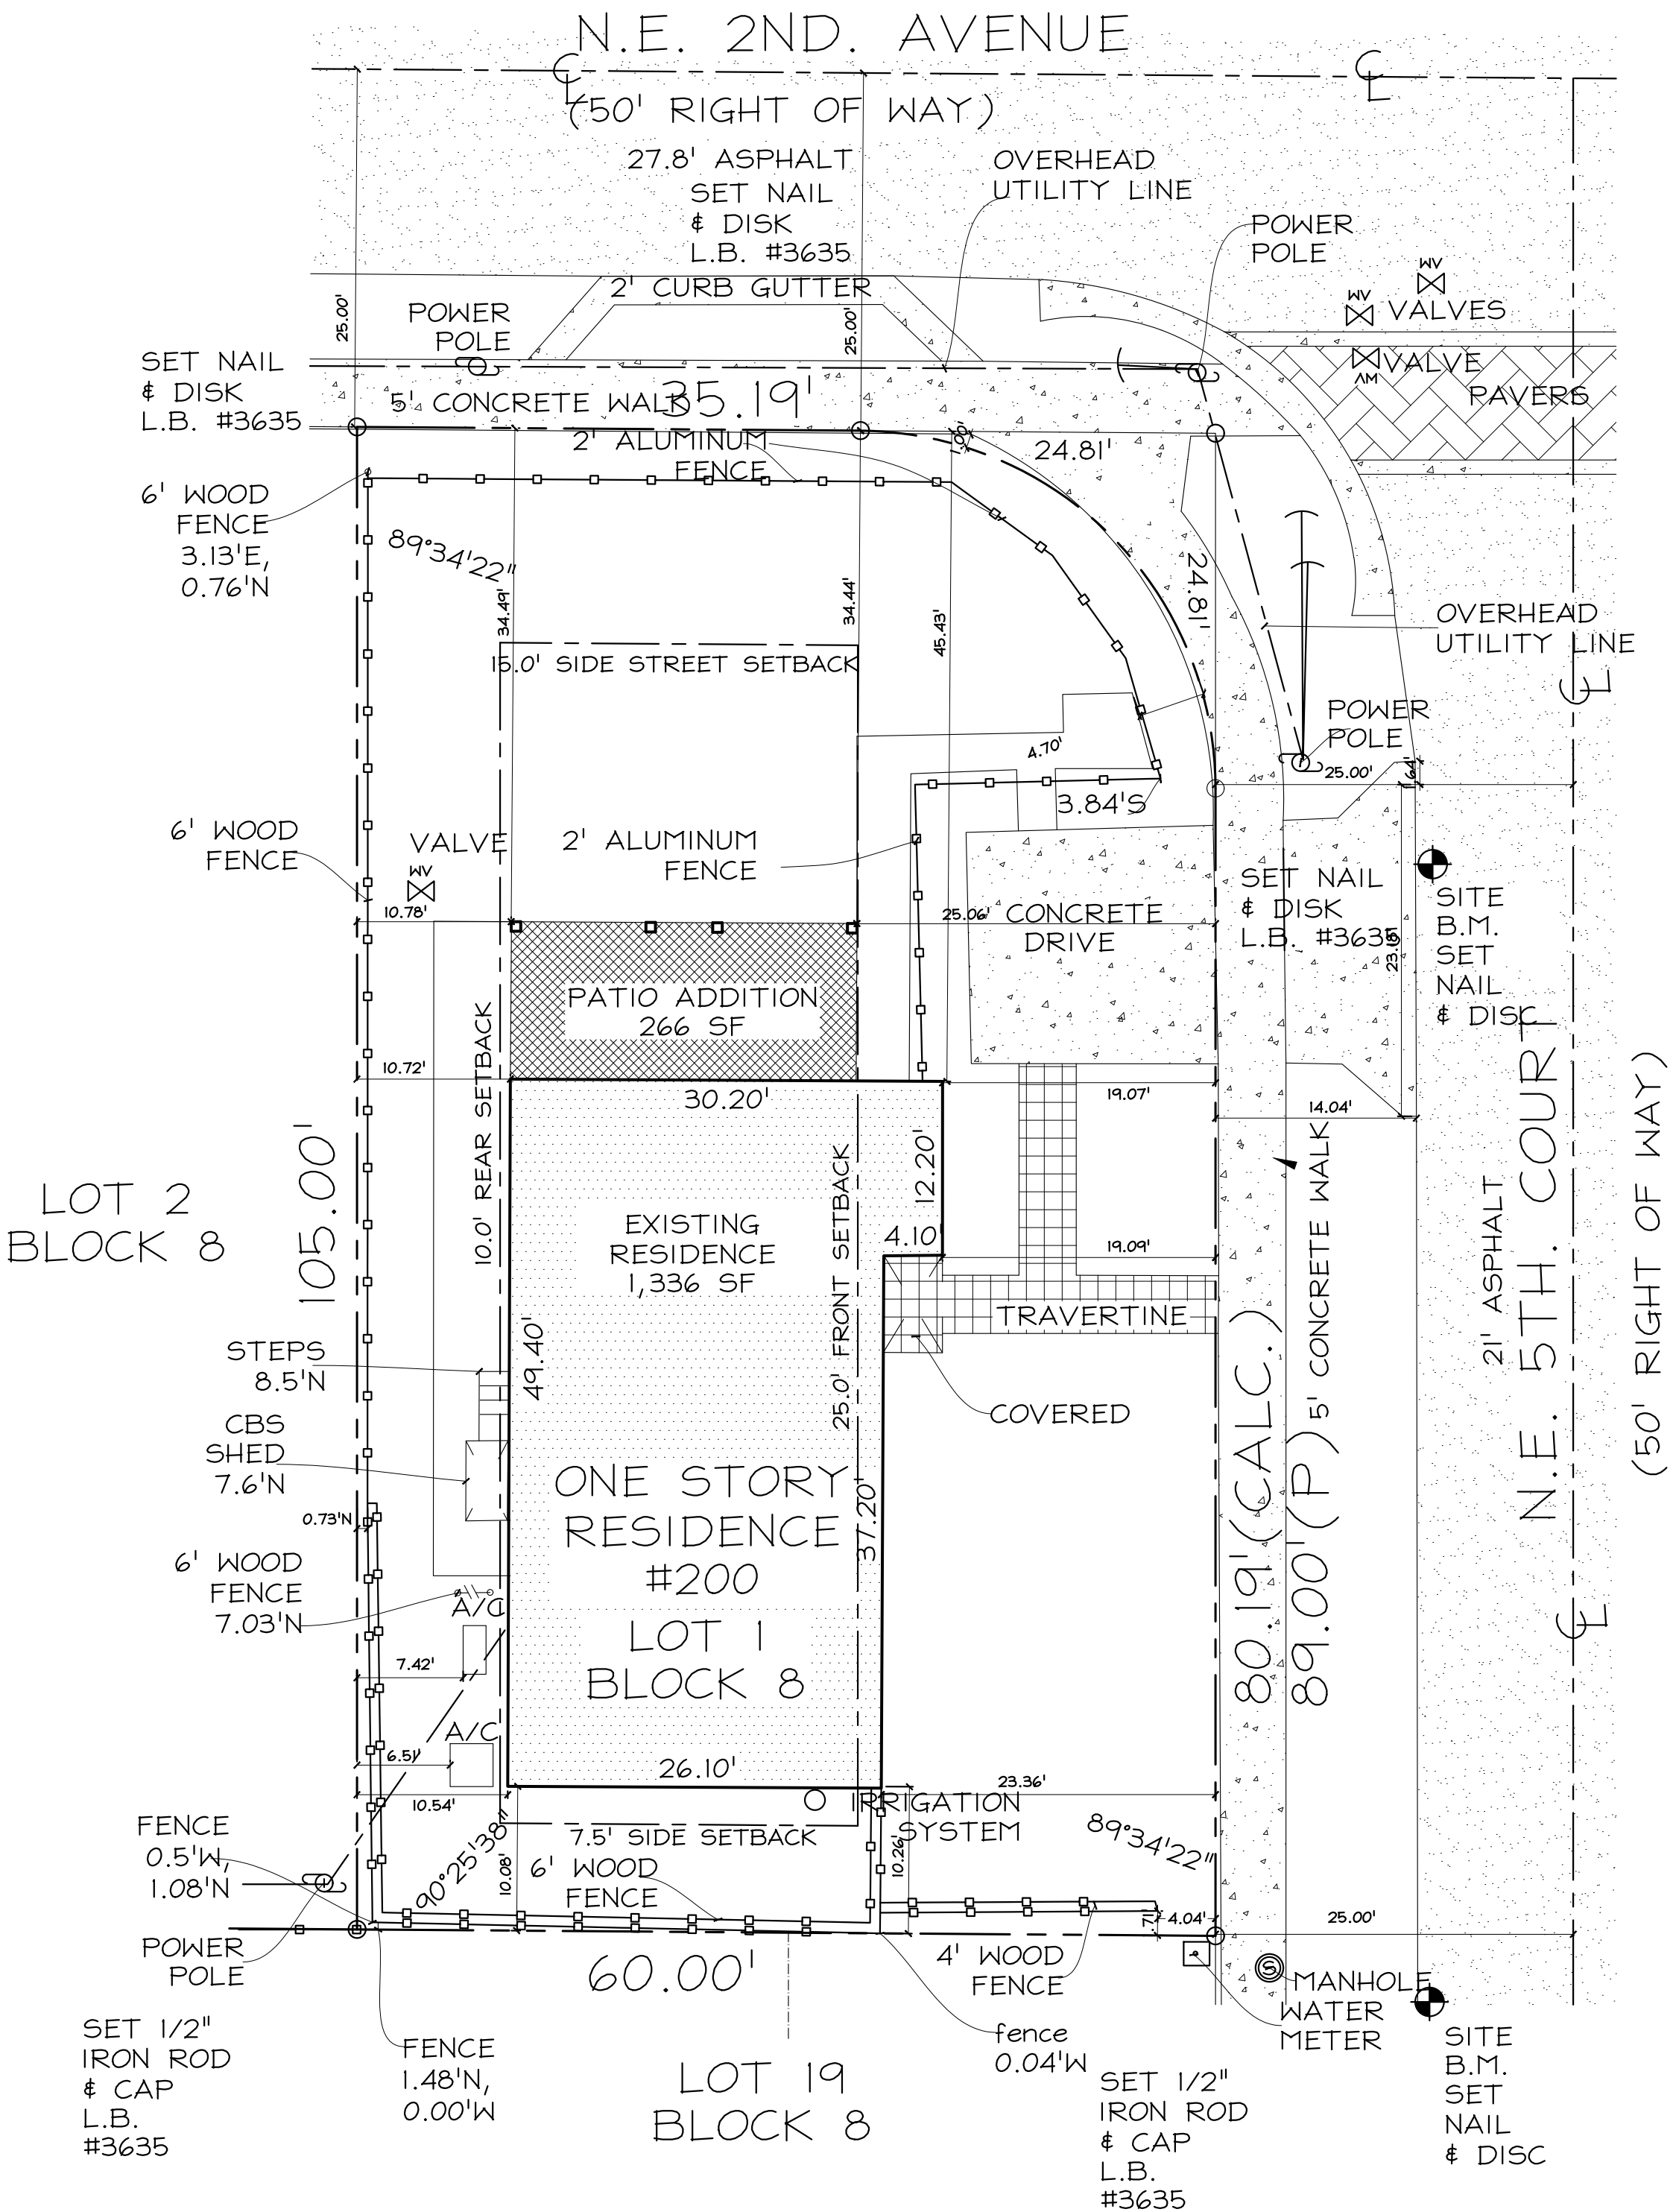 N.E. 2ND. AVENUE
(50' RIGHT OF WAY)
27.8' ASPHALT
SET NAIL
& DISK
L.B. #3635
OVERHEAD
UTILITY LINE
POWER
POLE
WV
WV
VALVES
2' CURB GUTTER
25.00'
25.00'
POWER
POLE
VALVE
WV
PAVERS
SET NAIL
& DISK
L.B. #3635
5' CONCRETE WALK
35.19'
2' ALUMINUM
FENCE
1.00'
24.81'
6' WOOD
FENCE
3.13'E,
0.76'N
89°34'22"
34.49'
34.44'
45.43'
24.81'
OVERHEAD
UTILITY LINE
15.0' SIDE STREET SETBACK
POWER
POLE
4.70'
25.00'
1.64'
3.84'S
6' WOOD
FENCE
VALVE
WV
2' ALUMINUM
FENCE
SET NAIL
& DISK
L.B. #3635
23.15'
SITE
B.M.
SET
NAIL
& DISC
10.78'
25.06'
CONCRETE
DRIVE
PATIO ADDITION
266 SF
10.72'
10.0' REAR SETBACK
30.20'
19.07'
14.04'
LOT 2
BLOCK 8
105.00'
12.20'
4.10'
19.09'
EXISTING
RESIDENCE
1,336 SF
25.0' FRONT SETBACK
TRAVERTINE
5' CONCRETE WALK
21' ASPHALT
N.E. 5TH. COURT
(50' RIGHT OF WAY)
STEPS
8.5'N
49.40'
COVERED
CBS
SHED
7.6'N
ONE STORY
RESIDENCE
#200
37.20'
80.19'(CALC.)
89.00'(P)
0.73'N
6' WOOD
FENCE
7.03'N
A/C
LOT 1
BLOCK 8
7.42'
A/C
6.51'
26.10'
10.54'
23.36'
IRRIGATION
SYSTEM
7.5' SIDE SETBACK
FENCE
0.5'W,
1.08'N
90°25'38"
10.08'
10.26'
89°34'22"
6' WOOD
FENCE
4.04'
25.00'
POWER
POLE
60.00'
4' WOOD
FENCE
S
MANHOLE
WATER
METER
SET 1/2"
IRON ROD
& CAP
L.B.
#3635
FENCE
1.48'N,
0.00'W
LOT 19
BLOCK 8
fence
0.04'W
SET 1/2"
IRON ROD
& CAP
L.B.
#3635
SITE
B.M.
SET
NAIL
& DISC